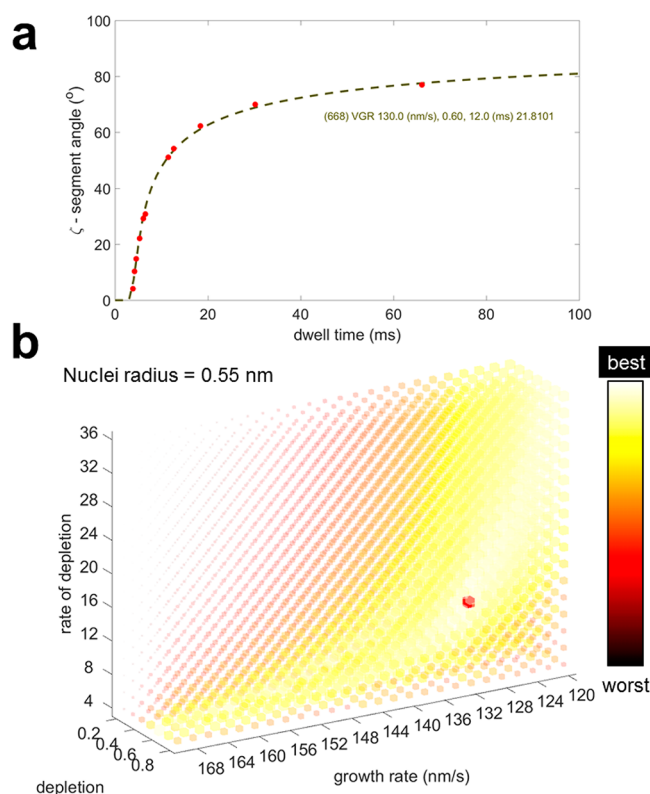 a
100
80
60
40
20
0
ζ - segment angle (°)
(668) VGR 130.0 (nm/s), 0.60, 12.0 (ms) 21.8101
0 20 40 60 80 100
dwell time (ms)
b
Nuclei radius = 0.55 nm
best
worst
36
32
28
24
20
16
12
8
4
rate of depletion
0.2
0.4
0.6
0.8
depletion
168 164 160 156 152 148 144 140 136 132 128 124 120
growth rate (nm/s)